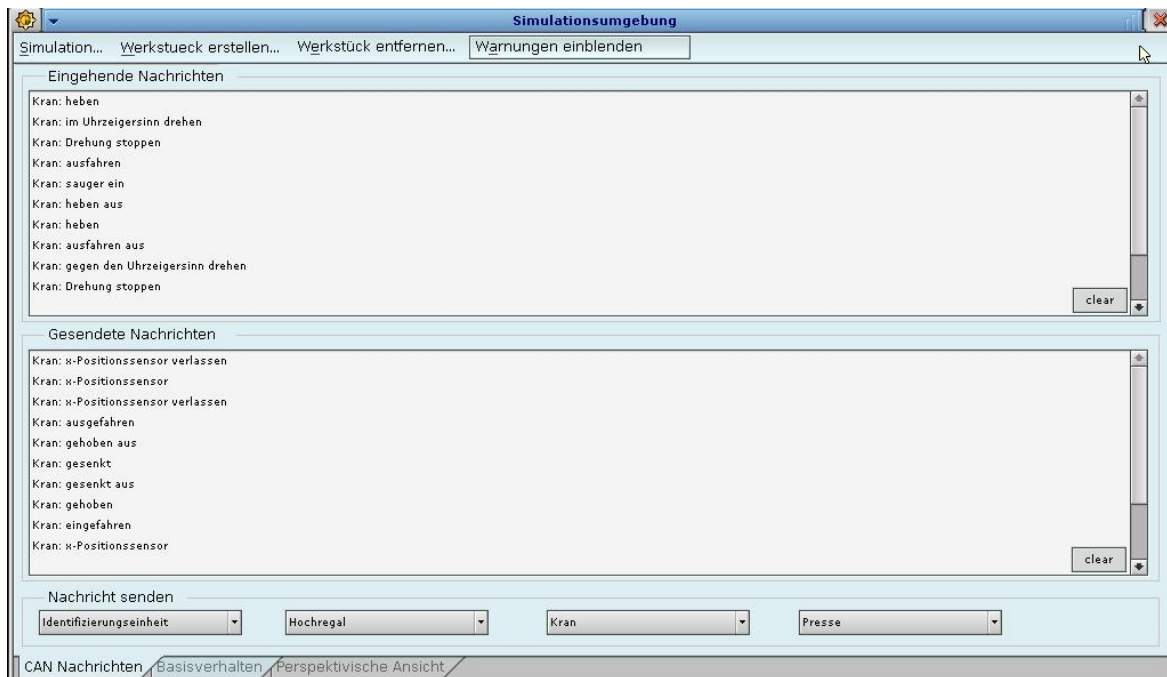 Simulationsumgebung
Simulation... Werkstueck erstellen... Werkstück entfernen... Warnungen einblenden
Eingehende Nachrichten
Kran: heben
Kran: im Uhrzeigersinn drehen
Kran: Drehung stoppen
Kran: ausfahren
Kran: sauger ein
Kran: heben aus
Kran: heben
Kran: ausfahren aus
Kran: gegen den Uhrzeigersinn drehen
Kran: Drehung stoppen
clear
Gesendete Nachrichten
Kran: x-Positionssensor verlassen
Kran: x-Positionssensor
Kran: x-Positionssensor verlassen
Kran: ausgefahren
Kran: gehoben aus
Kran: gesenkt
Kran: gesenkt aus
Kran: gehoben
Kran: eingefahren
Kran: x-Positionssensor
clear
Nachricht senden
Identifizierungseinheit Hochregal Kran Presse
CAN Nachrichten Basisverhalten Perspektivische Ansicht